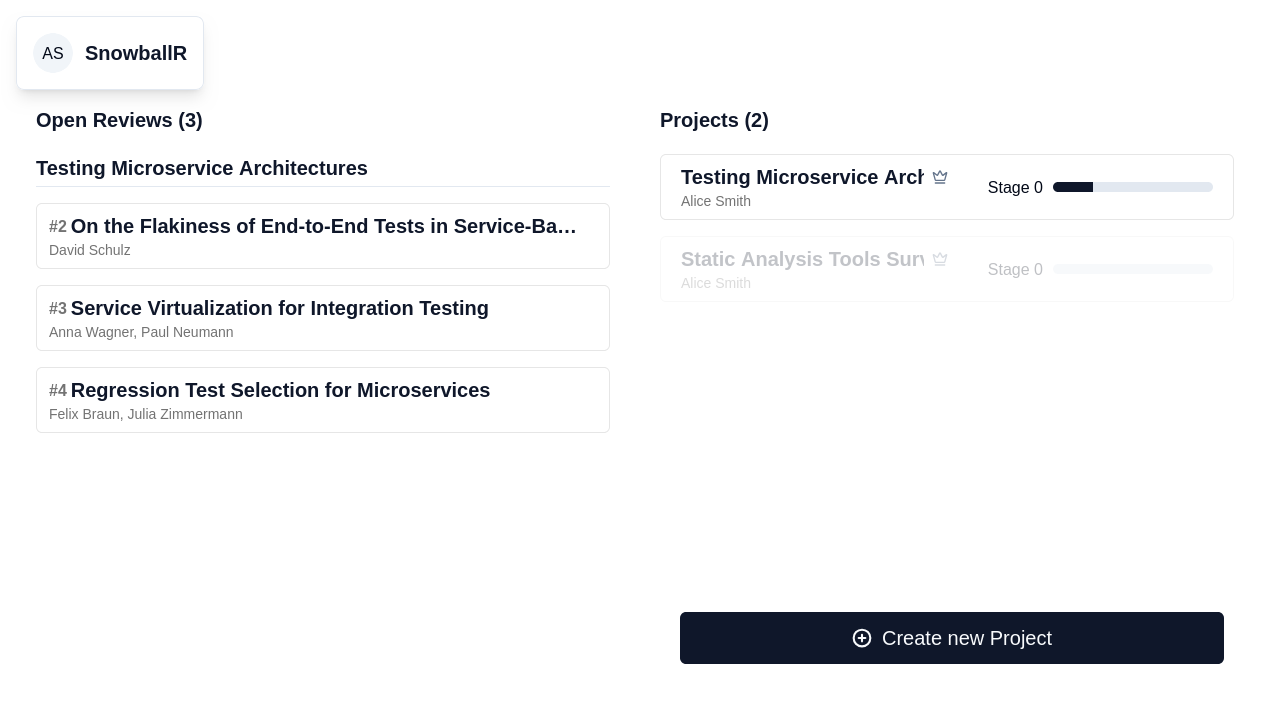 AS SnowballR
Open Reviews (3)
Testing Microservice Architectures
#2 On the Flakiness of End-to-End Tests in Service-Ba…
David Schulz
#3 Service Virtualization for Integration Testing
Anna Wagner, Paul Neumann
#4 Regression Test Selection for Microservices
Felix Braun, Julia Zimmermann
Projects (2)
Testing Microservice Arch
Alice Smith
Stage 0
Static Analysis Tools Surv
Alice Smith
Stage 0
Create new Project